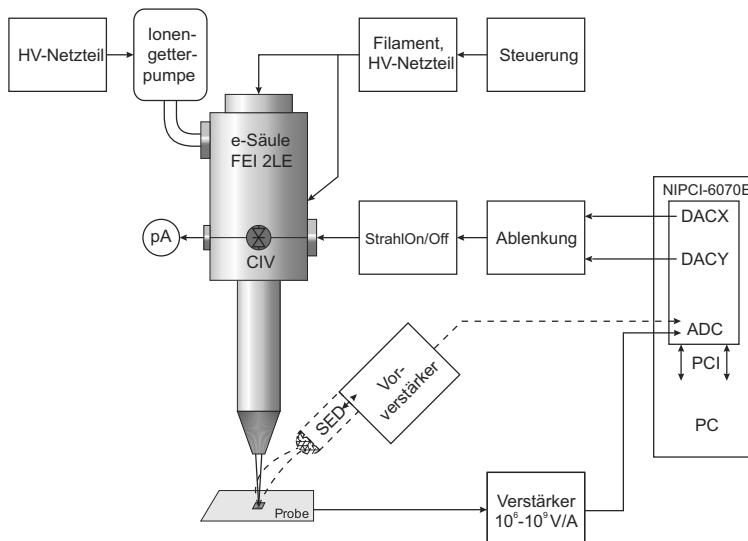 HV-Netzteil
Ionen-
getter-
pumpe
Filament,
HV-Netzteil
Steuerung
e-Säule
FEI 2LE
NIPCI-6070E
DACX
pA
StrahlOn/Off
Ablenkung
DACY
CIV
ADC
PCI
Vor-
verstärker
SED
PC
Verstärker
10⁶-10⁹ V/A
Probe